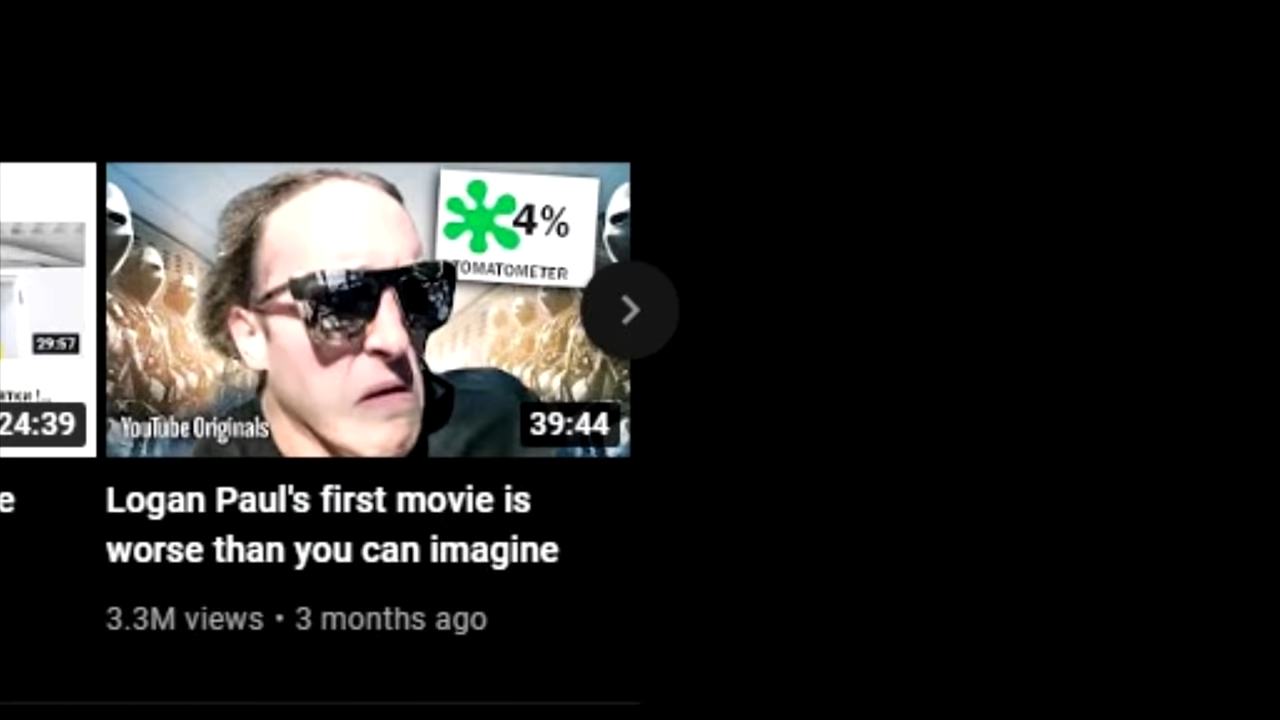 4%
TOMATOMETER
29:57
24:39
YouTube Originals
39:44
e
Logan Paul's first movie is
worse than you can imagine
3.3M views • 3 months ago